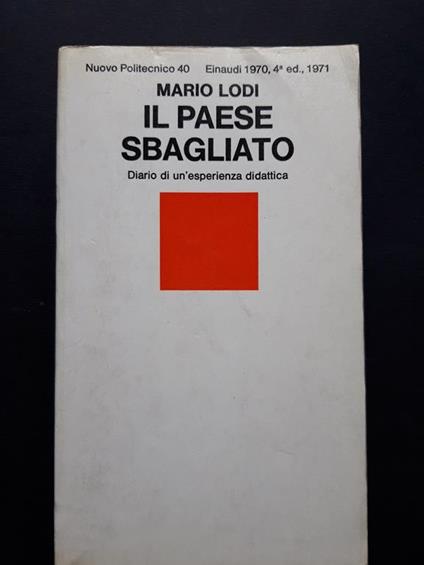 Nuovo Politecnico 40 Einaudi 1970, 4ª ed., 1971
MARIO LODI
IL PAESE
SBAGLIATO
Diario di un'esperienza didattica